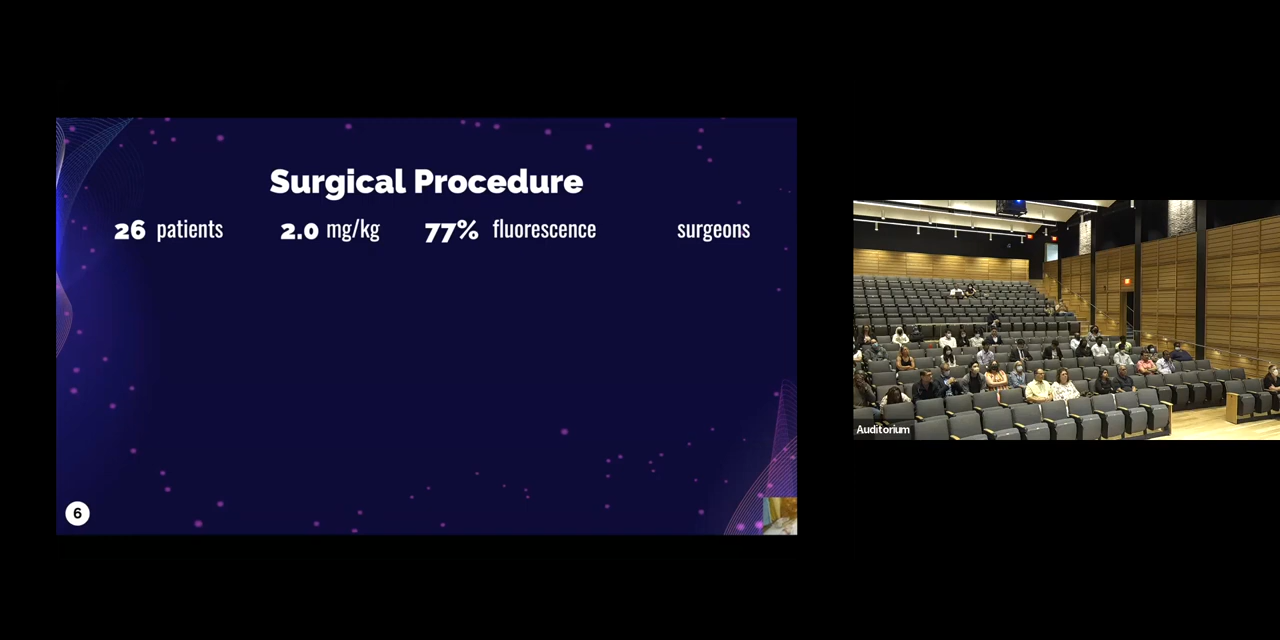 Surgical Procedure
26 patients 2.0 mg/kg 77% fluorescence surgeons
6
Auditorium